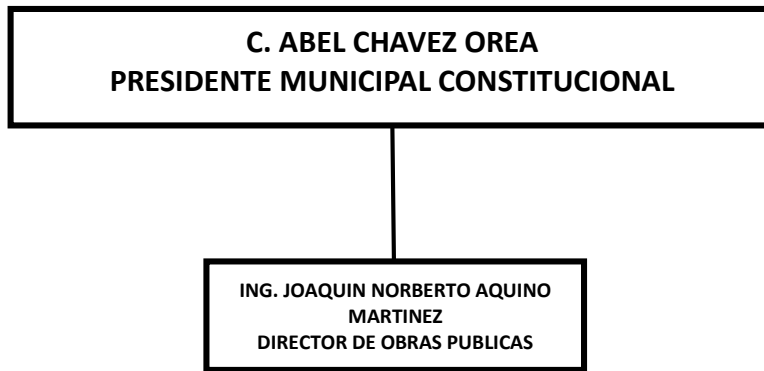 C. ABEL CHAVEZ OREA
PRESIDENTE MUNICIPAL CONSTITUCIONAL
ING. JOAQUIN NORBERTO AQUINO
MARTINEZ
DIRECTOR DE OBRAS PUBLICAS